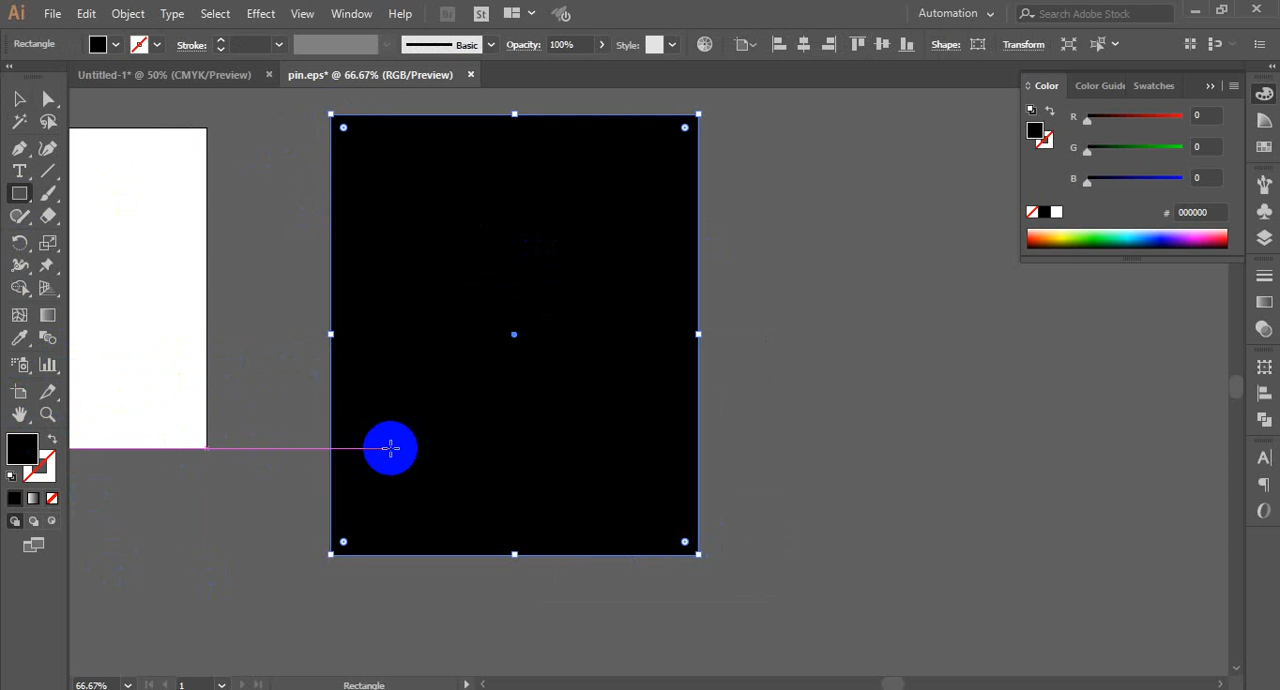 Ai File Edit Object Type Select Effect View Window Help Br St Automation Search Adobe Stock
Rectangle Stroke: Basic Opacity: 100% Style: Shape: Transform
Untitled-1* @ 50% (CMYK/Preview) × pin.eps* @ 66.67% (RGB/Preview) ×
Color Color Guide Swatches
R 0
G 0
B 0
# 000000
66.67% 1 Rectangle